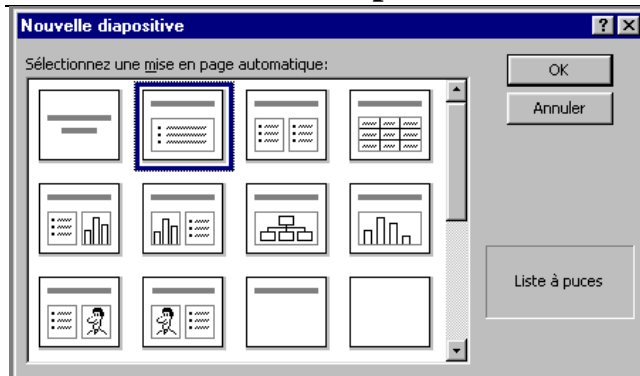 Nouvelle diapositive
Sélectionnez une mise en page automatique:
OK
Annuler
Liste à puces